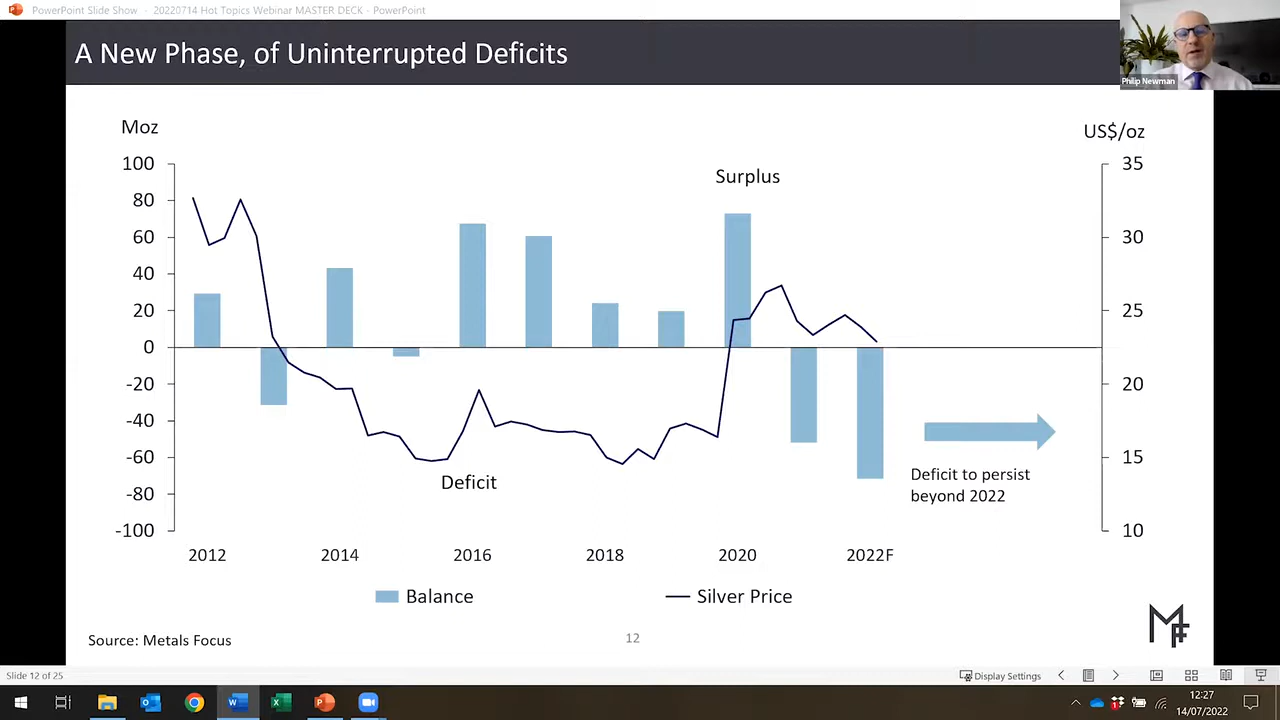 PowerPoint Slide Show - 20220714 Hot Topics Webinar MASTER DECK - PowerPoint
Philip Newman
A New Phase, of Uninterrupted Deficits
Moz
US$/oz
100
80
60
40
20
0
-20
-40
-60
-80
-100
35
30
25
20
15
10
Surplus
Deficit
Deficit to persist
beyond 2022
2012
2014
2016
2018
2020
2022F
Balance
Silver Price
Source: Metals Focus
12
MF
Slide 12 of 25
Display Settings
12:27
14/07/2022